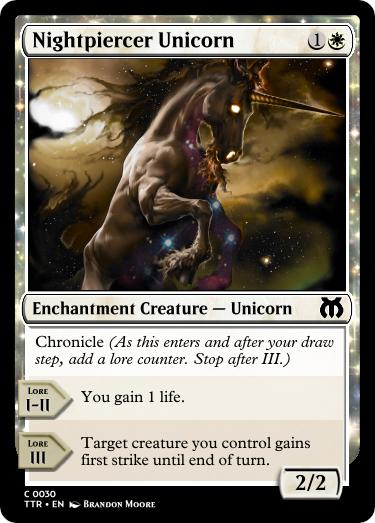 Nightpiercer Unicorn 1
Enchantment Creature — Unicorn
Chronicle (As this enters and after your draw
step, add a lore counter. Stop after III.)
LORE
I-II
You gain 1 life.
LORE
III
Target creature you control gains
first strike until end of turn.
2/2
C 0030
TTR • EN Brandon Moore